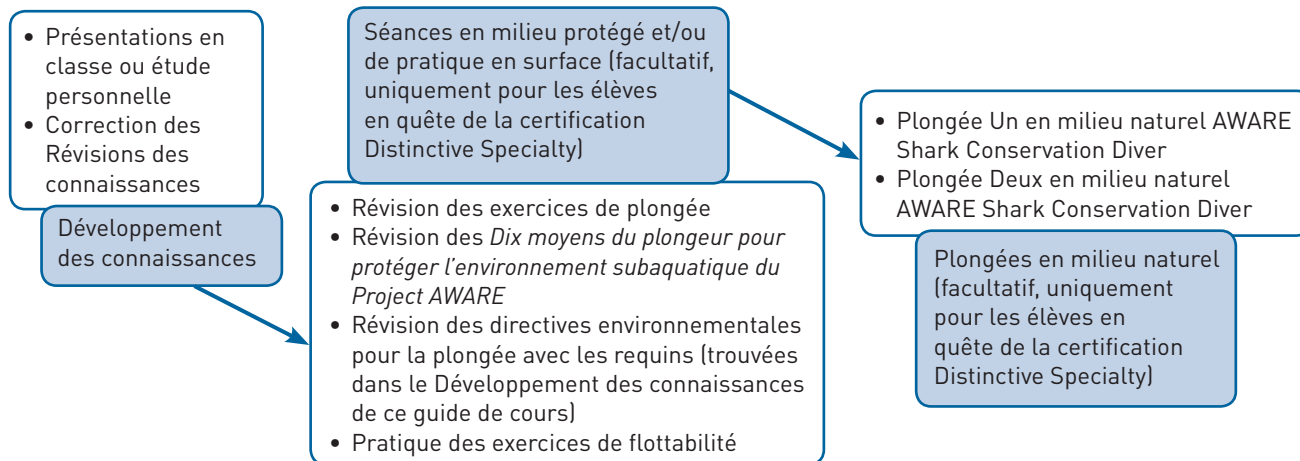 • Présentations en
classe ou étude
personnelle
• Correction des
Révisions des
connaissances
Développement
des connaissances
Séances en milieu protégé et/ou
de pratique en surface (facultatif,
uniquement pour les élèves
en quête de la certification
Distinctive Specialty)
• Révision des exercices de plongée
• Révision des Dix moyens du plongeur pour
protéger l’environnement subaquatique du
Project AWARE
• Révision des directives environnementales
pour la plongée avec les requins (trouvées
dans le Développement des connaissances
de ce guide de cours)
• Pratique des exercices de flottabilité
• Plongée Un en milieu naturel AWARE
Shark Conservation Diver
• Plongée Deux en milieu naturel
AWARE Shark Conservation Diver
Plongées en milieu naturel
(facultatif, uniquement
pour les élèves en
quête de la certification
Distinctive Specialty)